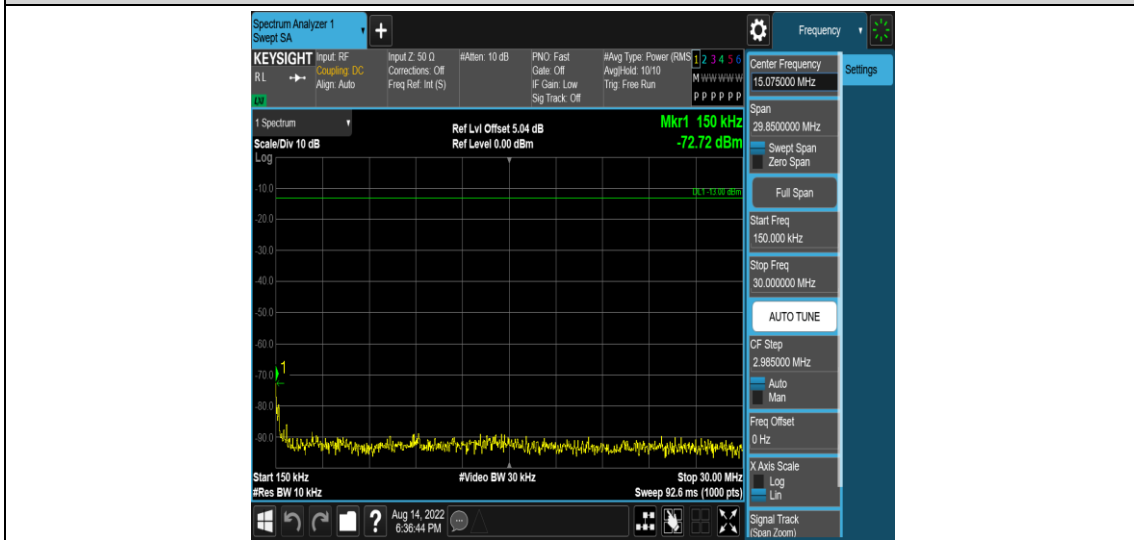 Spectrum Analyzer 1
Swept SA
+
Frequency
KEYSIGHT
RL
LXI
Input: RF
Coupling: DC
Align: Auto
Input Z: 50 Ω
Corrections: Off
Freq Ref: Int (S)
#Atten: 10 dB
PNO: Fast
Gate: Off
IF Gain: Low
Sig Track: Off
#Avg Type: Power (RMS
Avg|Hold: 10/10
Trig: Free Run
1 2 3 4 5 6
M W W W W W
P P P P P P
1 Spectrum
Scale/Div 10 dB
Log
Ref Lvl Offset 5.04 dB
Ref Level 0.00 dBm
Mkr1 150 kHz
-72.72 dBm
DL1 -13.00 dBm
-10.0
-20.0
-30.0
-40.0
-50.0
-60.0
-70.0
-80.0
-90.0
1
Start 150 kHz
#Res BW 10 kHz
#Video BW 30 kHz
Stop 30.00 MHz
Sweep 92.6 ms (1000 pts)
?
Aug 14, 2022
6:36:44 PM
Center Frequency
15.075000 MHz
Settings
Span
29.8500000 MHz
Swept Span
Zero Span
Full Span
Start Freq
150.000 kHz
Stop Freq
30.000000 MHz
AUTO TUNE
CF Step
2.985000 MHz
Auto
Man
Freq Offset
0 Hz
X Axis Scale
Log
Lin
Signal Track
(Span Zoom)